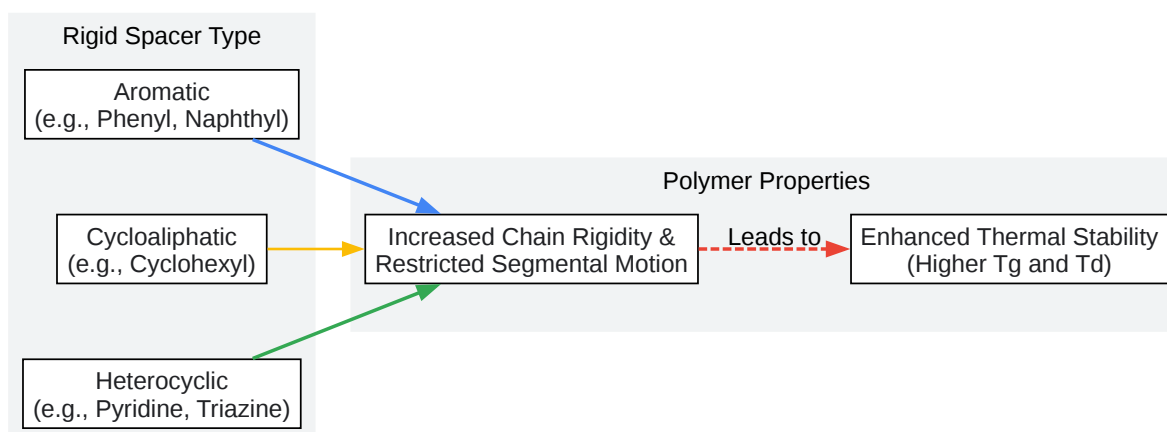 Rigid Spacer Type
Aromatic
(e.g., Phenyl, Naphthyl)
Cycloaliphatic
(e.g., Cyclohexyl)
Heterocyclic
(e.g., Pyridine, Triazine)
Polymer Properties
Increased Chain Rigidity &
Restricted Segmental Motion
Leads to
Enhanced Thermal Stability
(Higher Tg and Td)